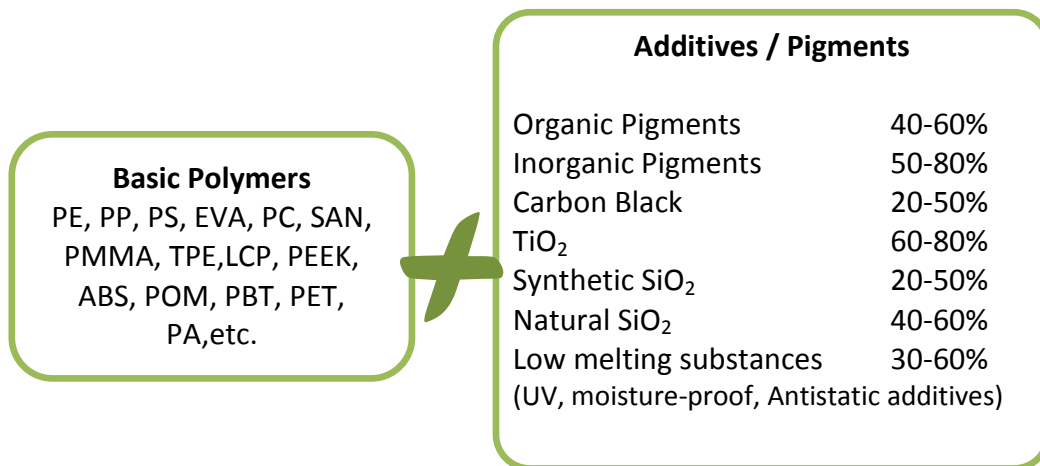 Basic Polymers
PE, PP, PS, EVA, PC, SAN,
PMMA, TPE,LCP, PEEK,
ABS, POM, PBT, PET,
PA,etc.
Additives / Pigments
Organic Pigments 40-60%
Inorganic Pigments 50-80%
Carbon Black 20-50%
TiO₂ 60-80%
Synthetic SiO₂ 20-50%
Natural SiO₂ 40-60%
Low melting substances 30-60%
(UV, moisture-proof, Antistatic additives)